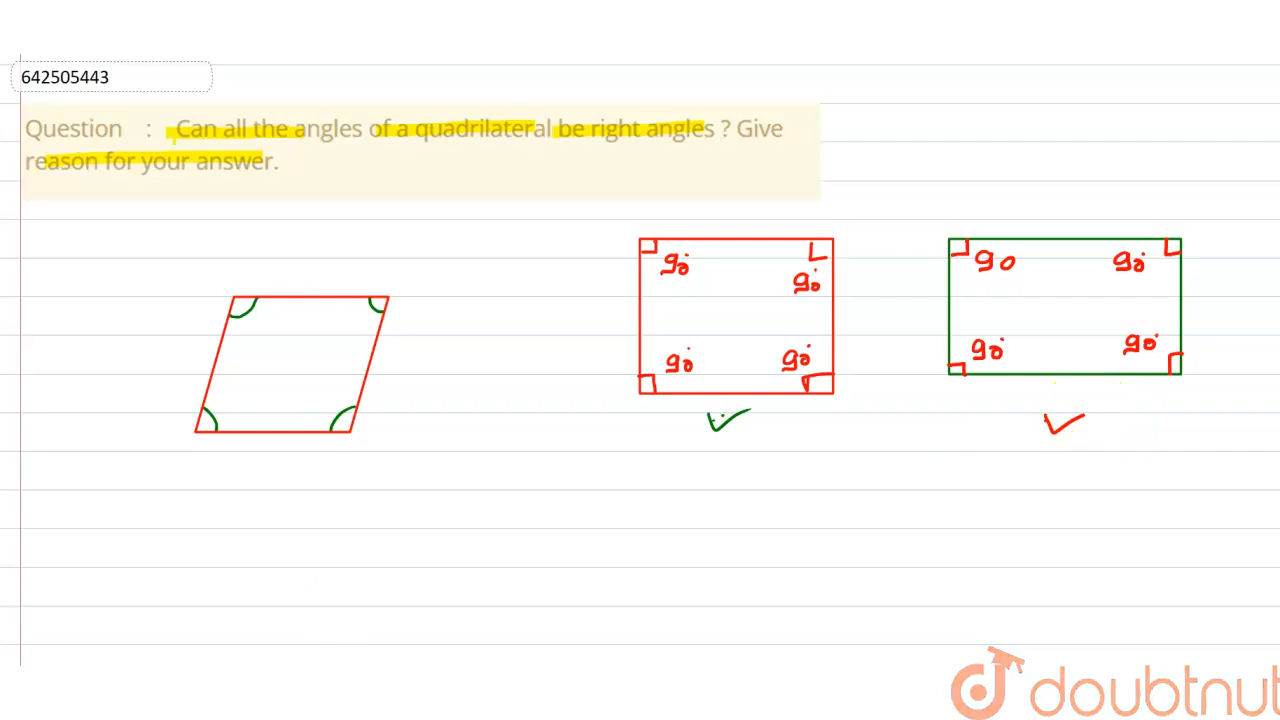 642505443
Question : Can all the angles of a quadrilateral be right angles ? Give
reason for your answer.
90° 90° 90 90°
90° 90° 90° 90°
doubtnut